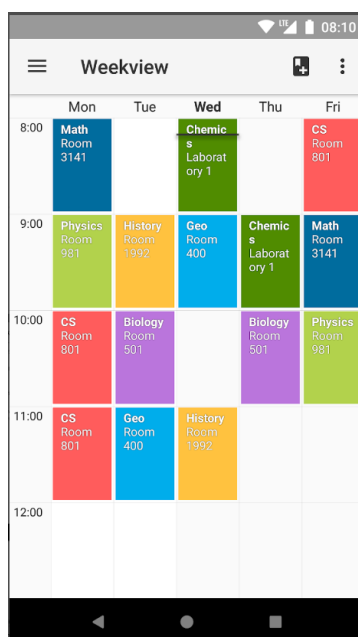 LTE 08:10
Weekview
Mon Tue Wed Thu Fri
8:00
Math
Room
3141
Chemic
s
Laborat
ory 1
CS
Room
801
9:00
Physics
Room
981
History
Room
1992
Geo
Room
400
Chemic
s
Laborat
ory 1
Math
Room
3141
10:00
CS
Room
801
Biology
Room
501
Biology
Room
501
Physics
Room
981
11:00
CS
Room
801
Geo
Room
400
History
Room
1992
12:00